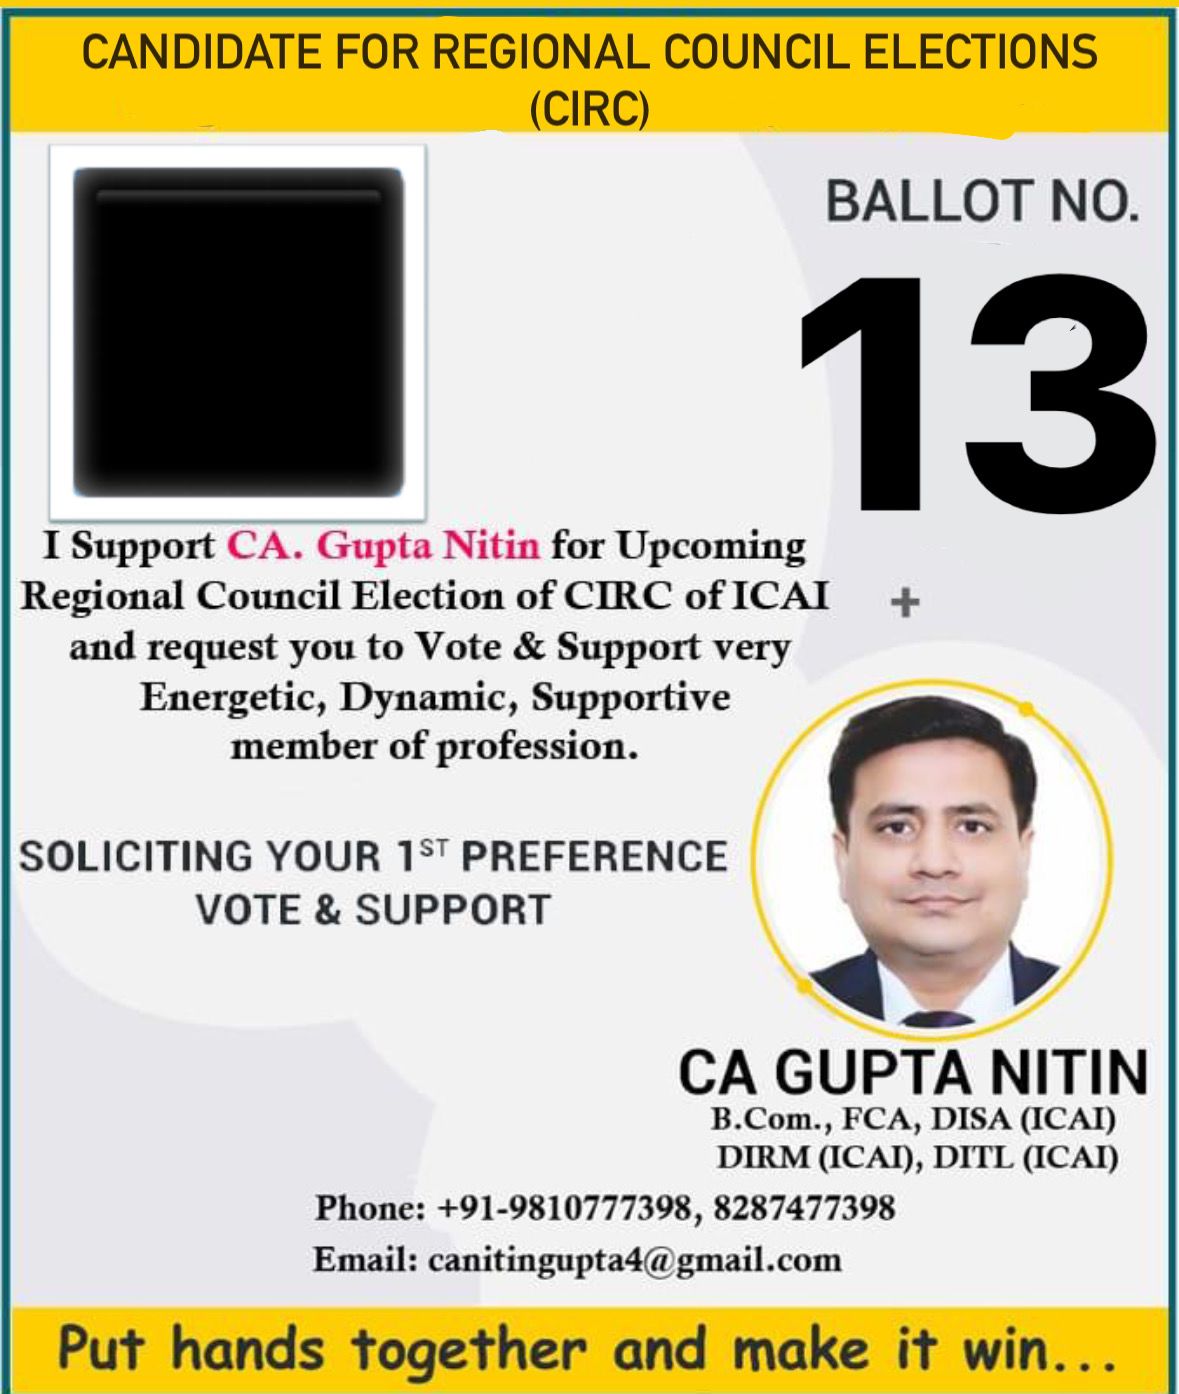 CANDIDATE FOR REGIONAL COUNCIL ELECTIONS
(CIRC)
BALLOT NO.
13
I Support CA. Gupta Nitin for Upcoming
Regional Council Election of CIRC of ICAI
and request you to Vote & Support very
Energetic, Dynamic, Supportive
member of profession.
+
SOLICITING YOUR 1ST PREFERENCE
VOTE & SUPPORT
CA GUPTA NITIN
B.Com., FCA, DISA (ICAI)
DIRM (ICAI), DITL (ICAI)
Phone: +91-9810777398, 8287477398
Email: canitingupta4@gmail.com
Put hands together and make it win...